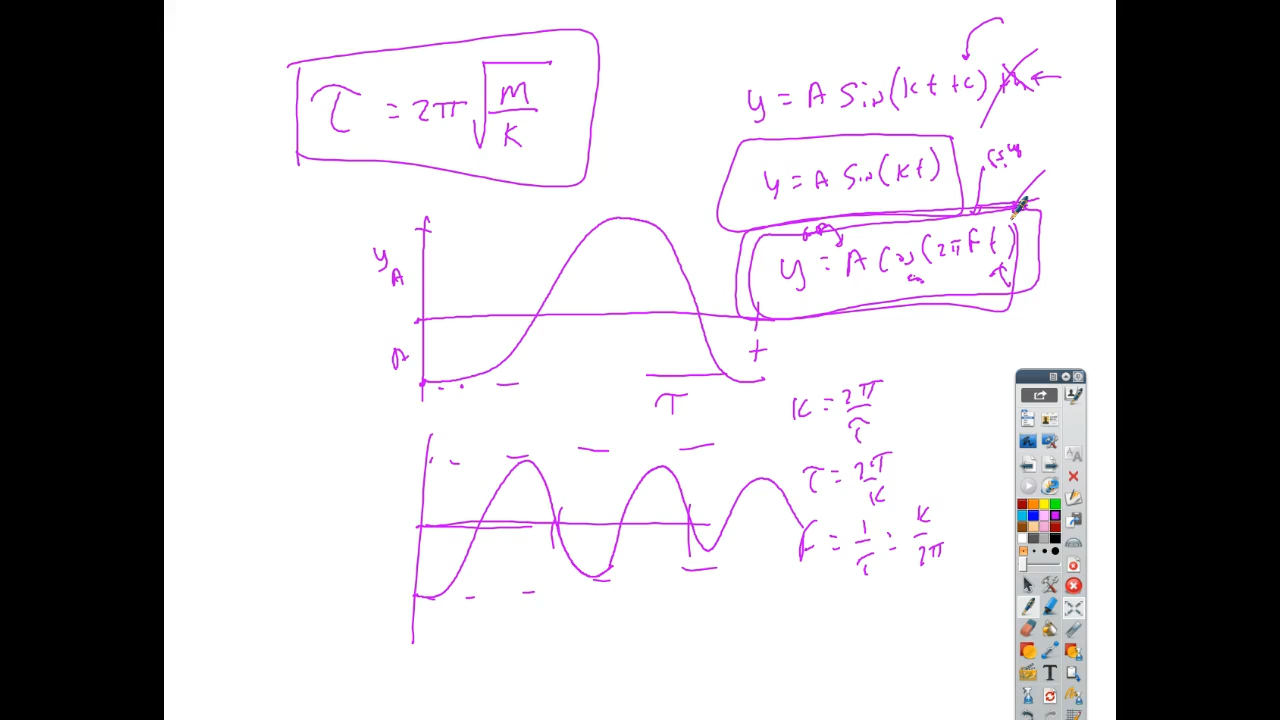 τ = 2π √(m/k)
y = A Sin(kt + c)
y = A Sin(kt)
y = A Cos(2πft)
τ
y
A
A
t
T
k = 2π/τ
τ = 2π/k
f = 1/τ = k/2π
T